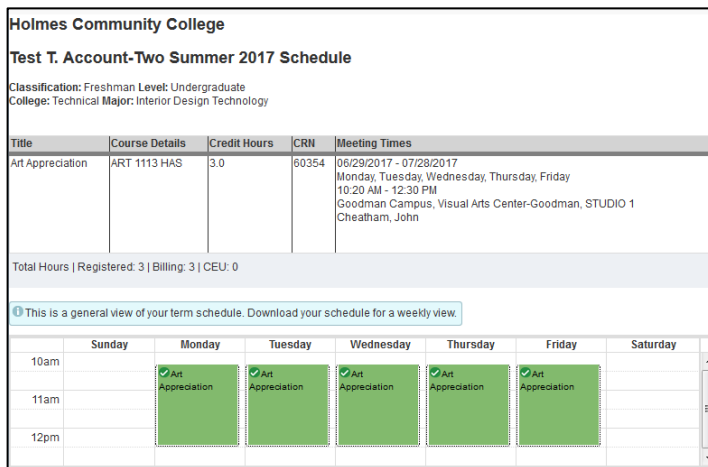 Holmes Community College
Test T. Account-Two Summer 2017 Schedule
Classification: Freshman Level: Undergraduate
College: Technical Major: Interior Design Technology
Title Course Details Credit Hours CRN Meeting Times
Art Appreciation ART 1113 HAS 3.0 60354 06/29/2017 - 07/28/2017
Monday, Tuesday, Wednesday, Thursday, Friday
10:20 AM - 12:30 PM
Goodman Campus, Visual Arts Center-Goodman, STUDIO 1
Cheatham, John
Total Hours | Registered: 3 | Billing: 3 | CEU: 0
This is a general view of your term schedule. Download your schedule for a weekly view.
Sunday Monday Tuesday Wednesday Thursday Friday Saturday
10am
Art Art Art Art Art
Appreciation Appreciation Appreciation Appreciation Appreciation
11am
12pm